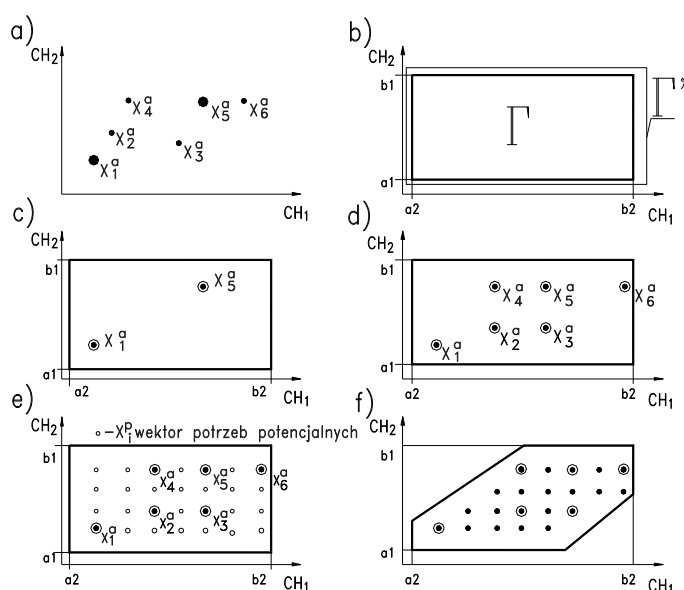 a)
CH₂
X₄ᵃ
X₅ᵃ
X₆ᵃ
X₂ᵃ
X₃ᵃ
X₁ᵃ
CH₁
b)
CH₂
b1
Γ
Γ*
a1
a2
b2
CH₁
c)
CH₂
b1
X₅ᵃ
X₁ᵃ
a1
a2
b2
CH₁
d)
CH₂
b1
X₄ᵃ
X₅ᵃ
X₆ᵃ
X₂ᵃ
X₃ᵃ
X₁ᵃ
a1
a2
b2
CH₁
e)
CH₂
∘–Xᵢᵖ wektor potrzeb potencjalnych
b1
X₄ᵃ
X₅ᵃ
X₆ᵃ
X₂ᵃ
X₃ᵃ
X₁ᵃ
a1
a2
b2
CH₁
f)
CH₂
b1
a1
a2
b2
CH₁